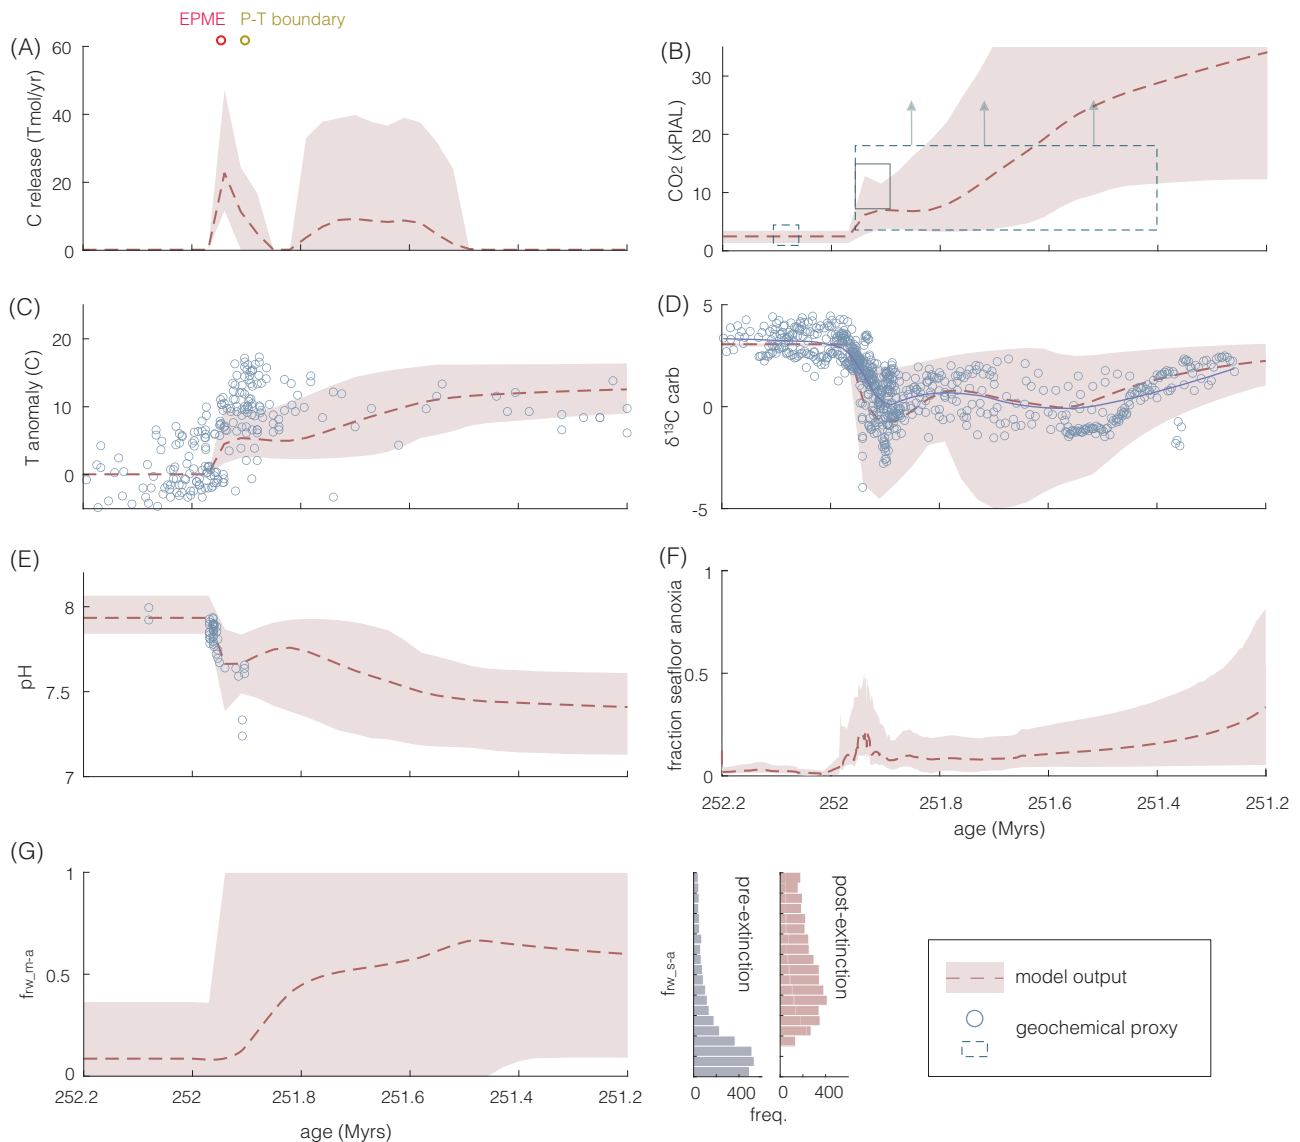 EPME P-T boundary
(A)
60
40
20
0
C release (Tmol/yr)
(B)
30
20
10
0
CO2 (xPIAL)
(C)
20
10
0
T anomaly (C)
(D)
5
0
-5
δ13C carb
(E)
8
7.5
7
pH
(F)
1
0.5
0
fraction seafloor anoxia
252.2 252 251.8 251.6 251.4 251.2
age (Myrs)
(G)
1
0.5
0
frw_m-a
252.2 252 251.8 251.6 251.4 251.2
age (Myrs)
frw_s-a
pre-extinction
post-extinction
0 400 0 400
freq.
model output
geochemical proxy